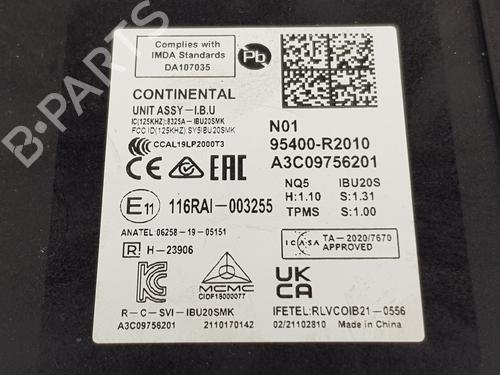 Complies with
IMDA Standards
DA107035
Pb
CONTINENTAL
UNIT ASSY-I.B.U
IC(125KHZ):8325A-IBU20SMK
FCC ID(125KHZ):SY5IBU20SMK
CCAL19LP2000T3
CE EAC
E11 116RAI-003255
ANATEL:06258-19-05151
R H-23906
MCMC
CIDF15000077
R-C-SVI-IBU20SMK
A3C09756201 2110170142
N01
95400-R2010
A3C09756201
NQ5 IBU20S
H:1.10 S:1.31
TPMS S:1.00
ICASA TA-2020/7670
APPROVED
UK
CA
IFETEL:RLVCOIB21-0556
02/21102810 Made in China
B-Parts